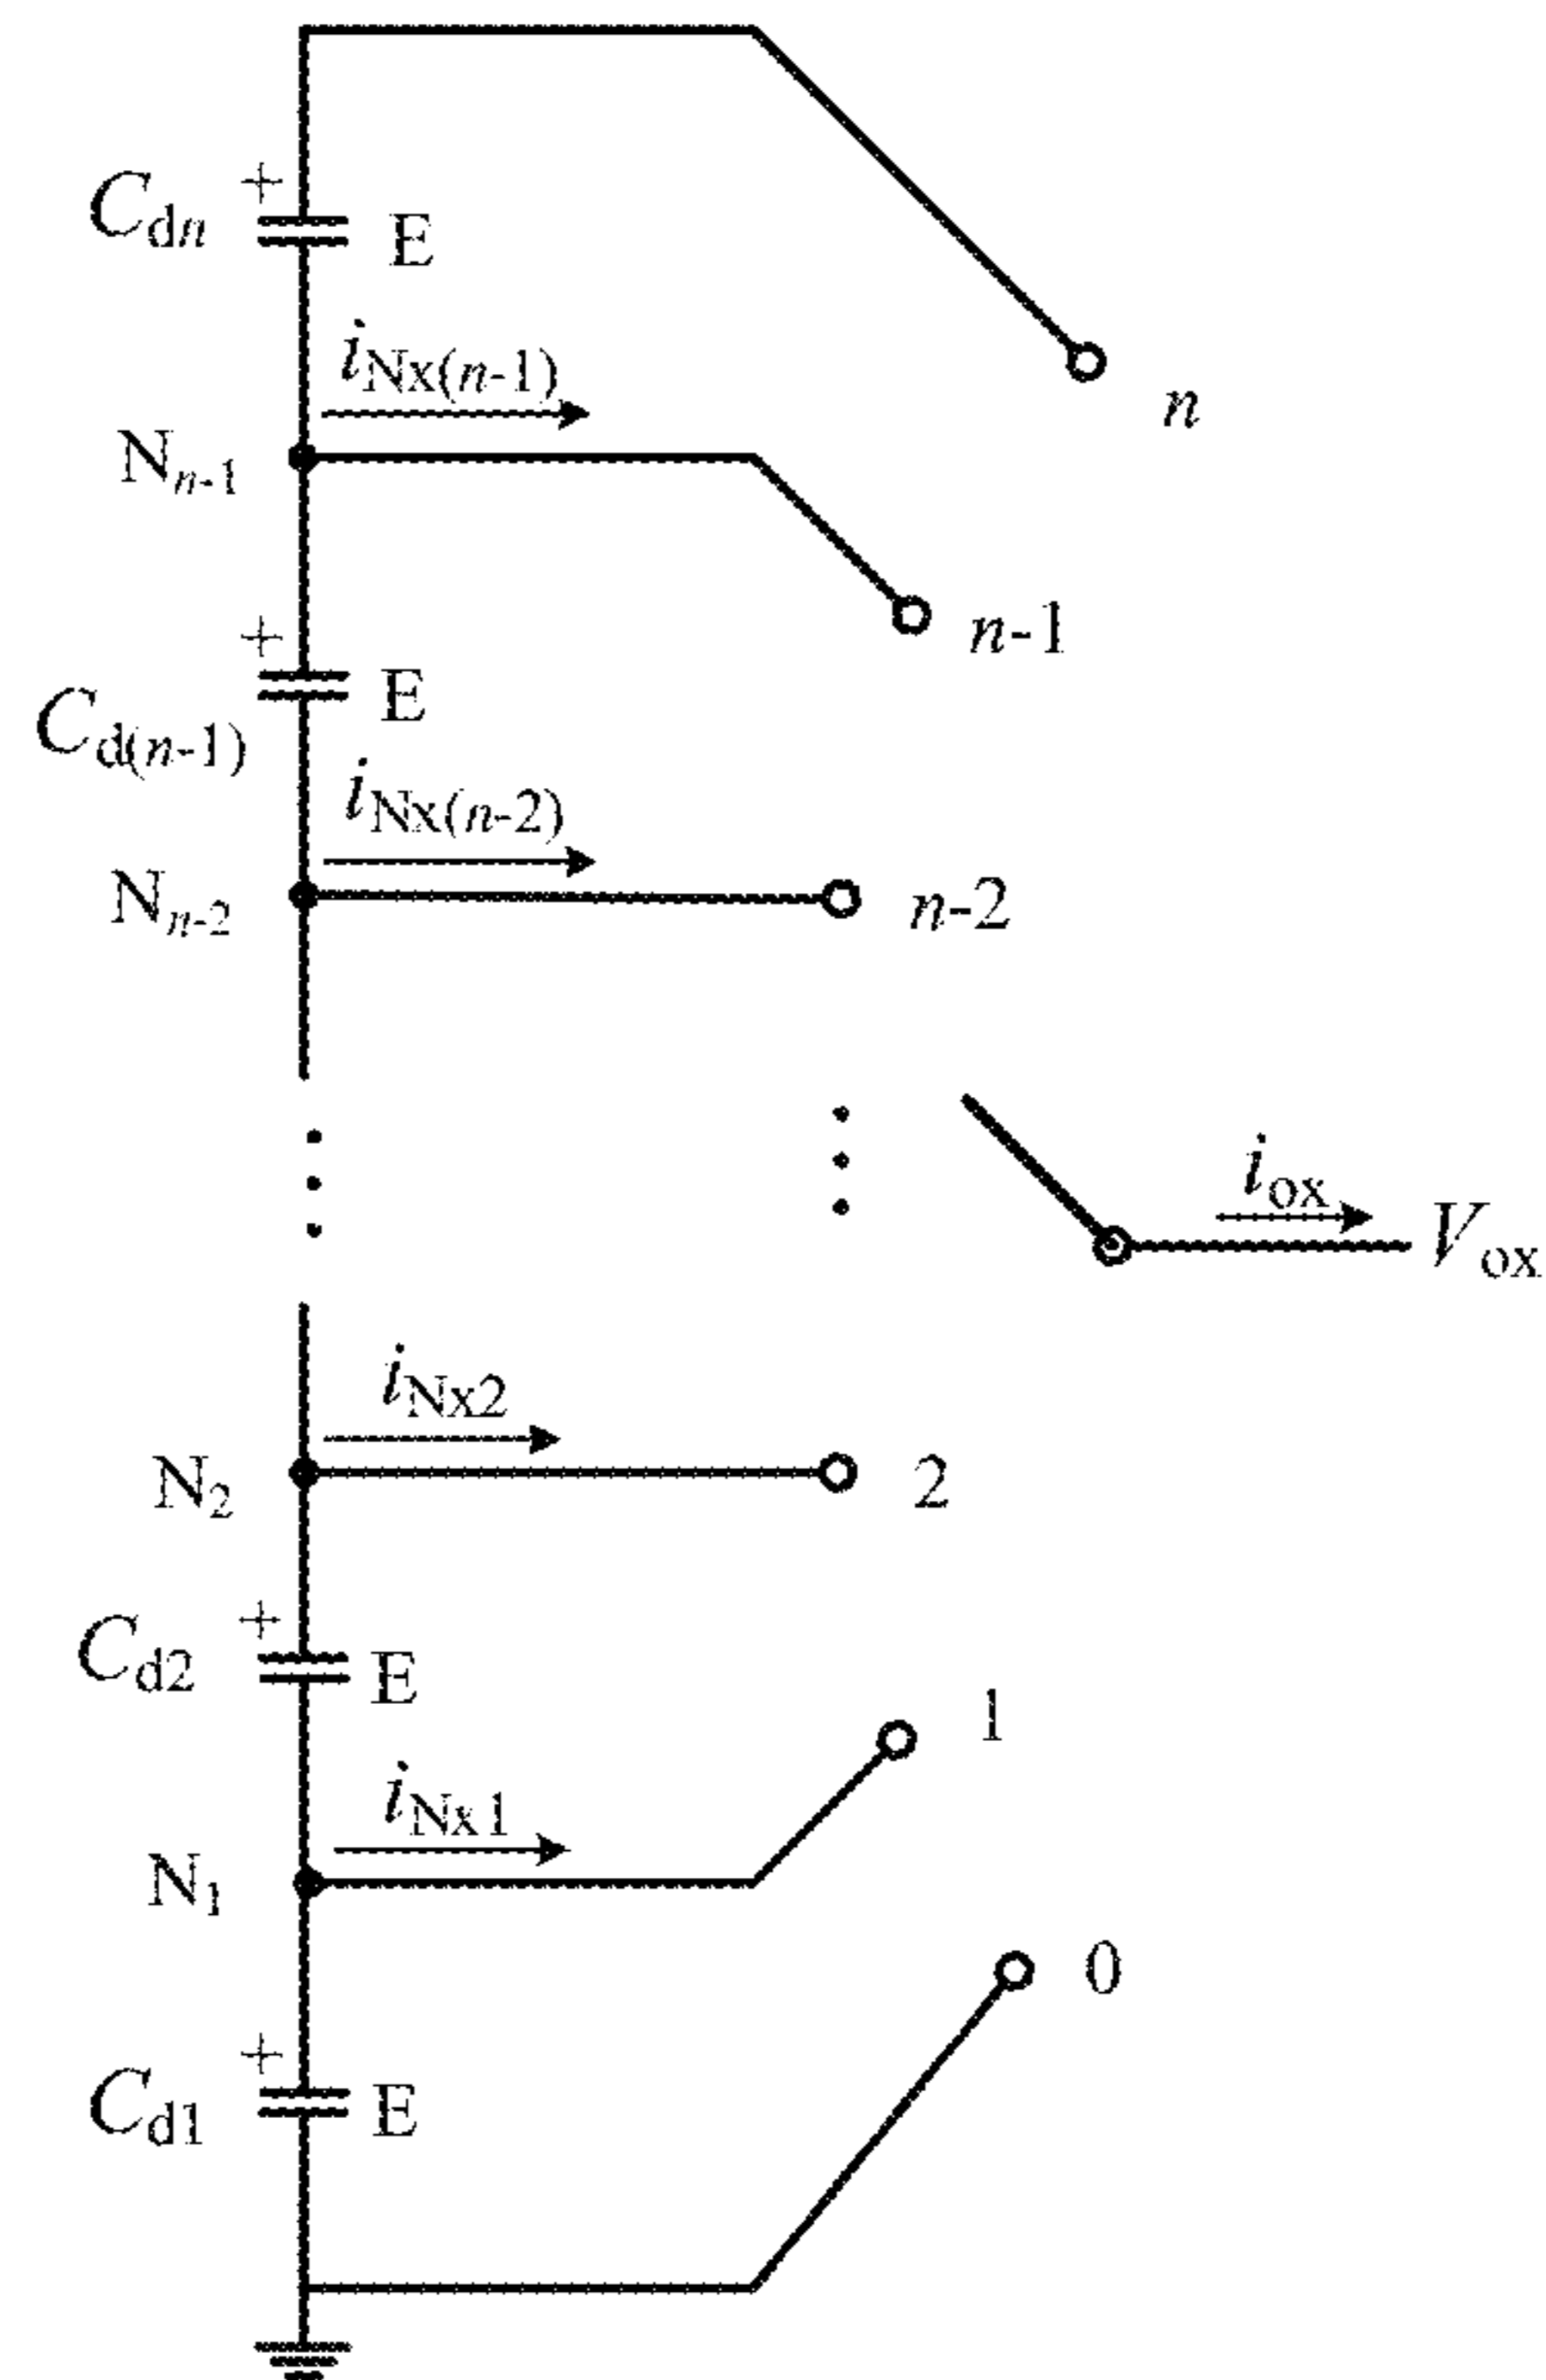 +
C_dn E
i_Nx(n-1)
n
N_n-1
n-1
+
C_d(n-1) E
i_Nx(n-2)
N_n-2 n-2
i_ox
V_ox
i_Nx2
N_2 2
+
C_d2 E
1
i_Nx1
N_1
0
+
C_d1 E